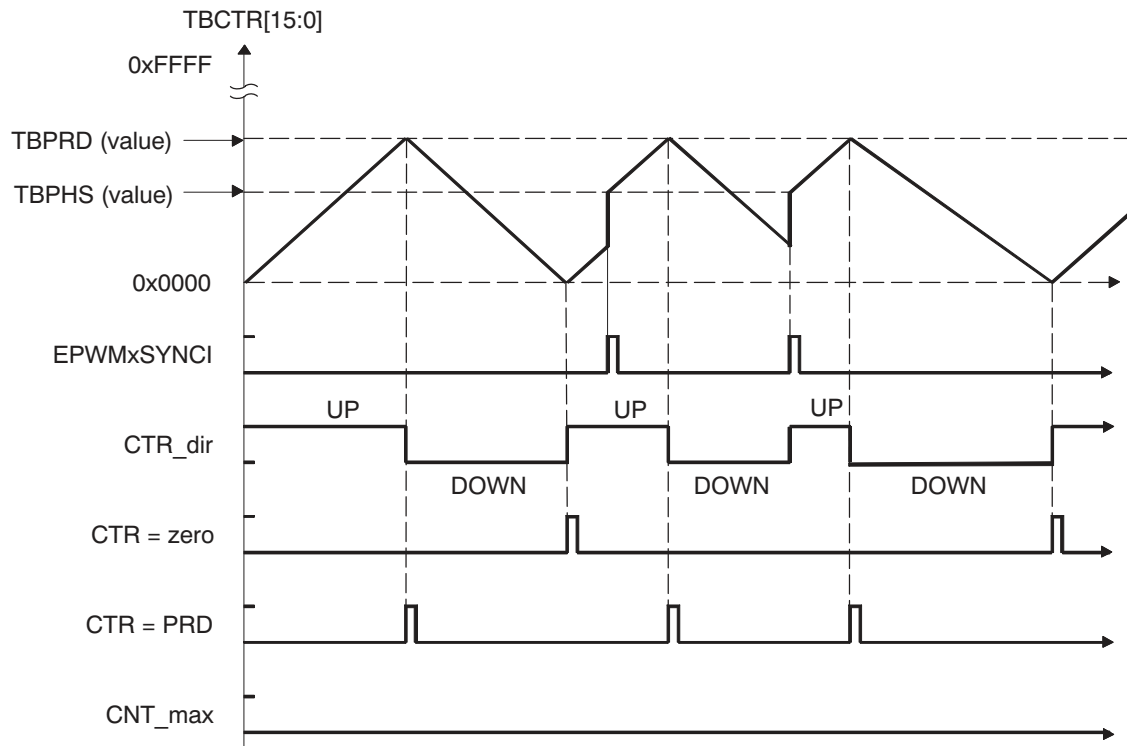 TBCTR[15:0]
0xFFFF
TBPRD (value)
TBPHS (value)
0x0000
EPWMxSYNCI
UP UP UP
CTR_dir
DOWN DOWN DOWN
CTR = zero
CTR = PRD
CNT_max